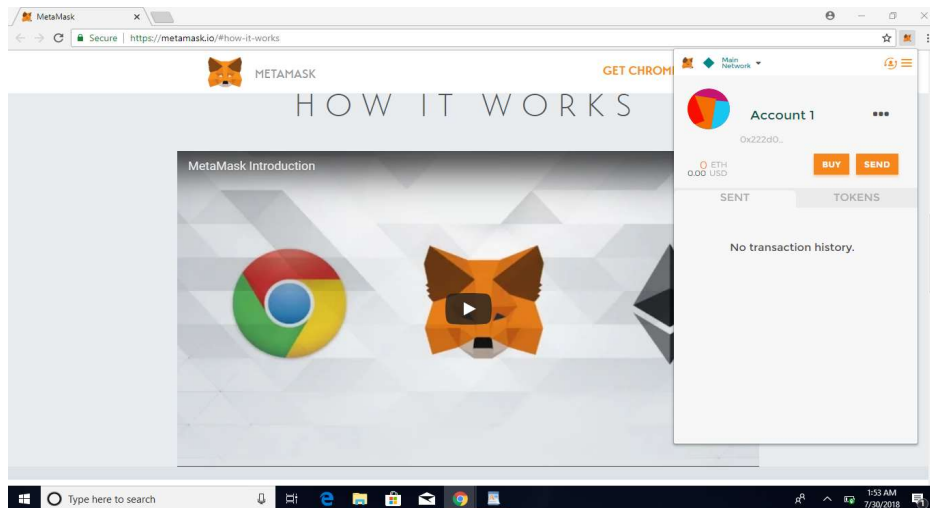 MetaMask
Secure | https://metamask.io/#how-it-works
METAMASK
GET CHROM
HOW IT WORKS
MetaMask Introduction
Main
Network
Account 1
0x222d0...
0 ETH
0.00 USD
BUY
SEND
SENT
TOKENS
No transaction history.
Type here to search
1:53 AM
7/30/2018